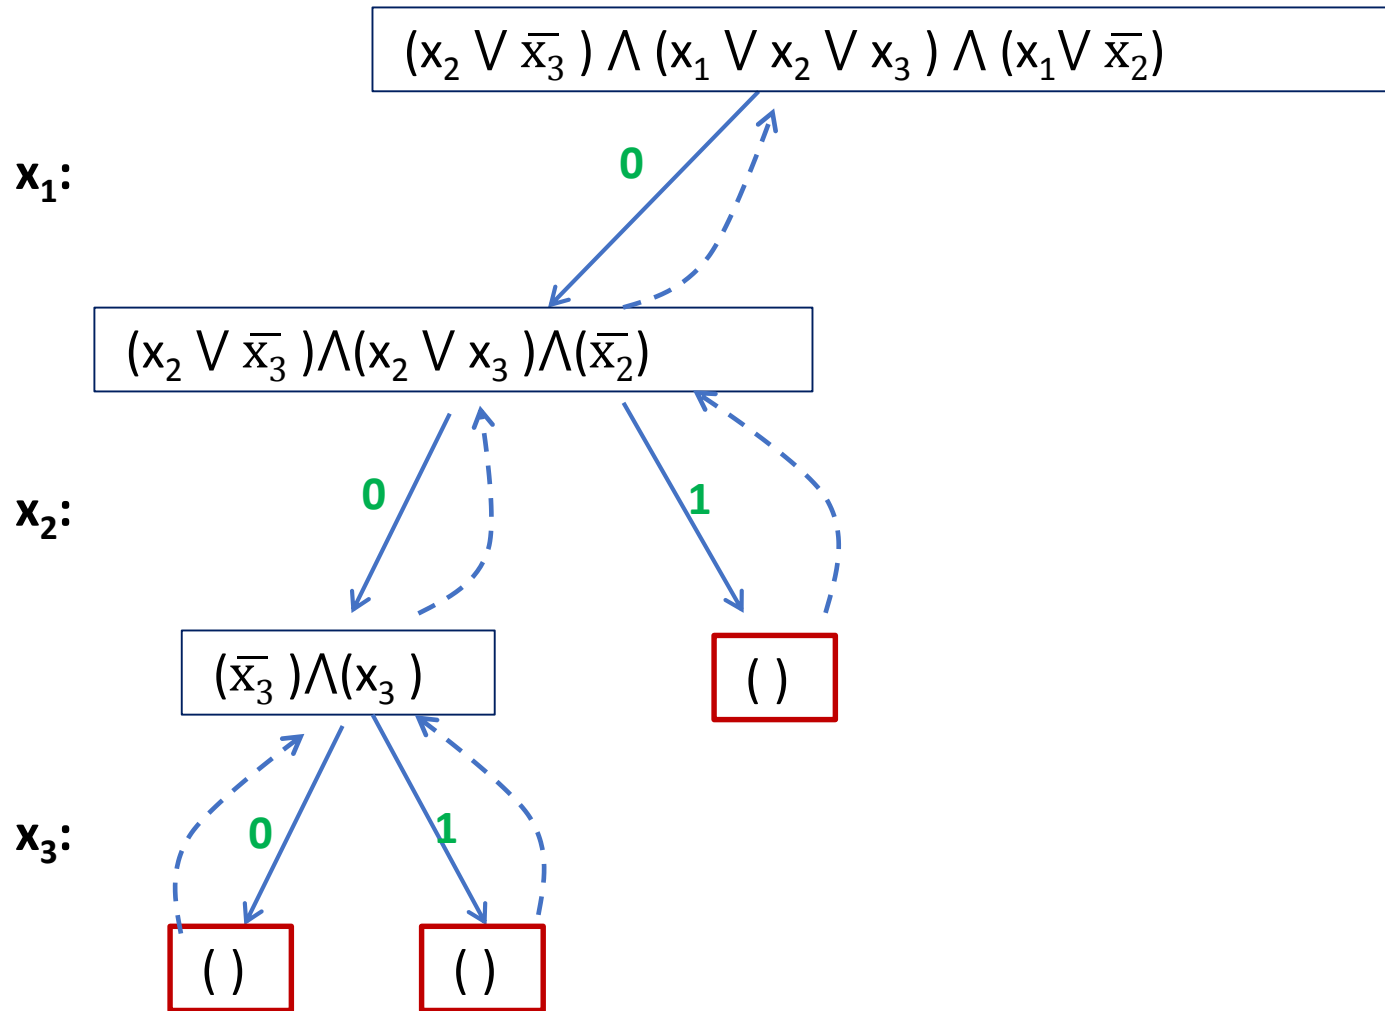 (x₂ ⋁ x̅₃ ) ⋀ (x₁ ⋁ x₂ ⋁ x₃ ) ⋀ (x₁⋁ x̅₂)
0
x₁:
(x₂ ⋁ x̅₃ )⋀(x₂ ⋁ x₃ )⋀(x̅₂)
0 1
x₂:
(x̅₃ )⋀(x₃ ) ( )
0 1
x₃:
( ) ( )